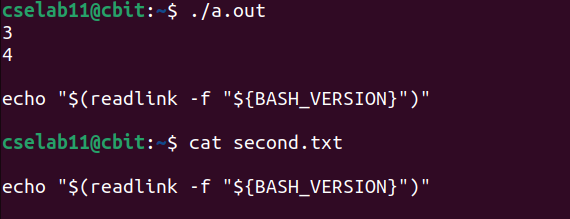 cselab11@cbit:~$ ./a.out
3
4
echo "$(readlink -f "${BASH_VERSION}")"
cselab11@cbit:~$ cat second.txt
echo "$(readlink -f "${BASH_VERSION}")"